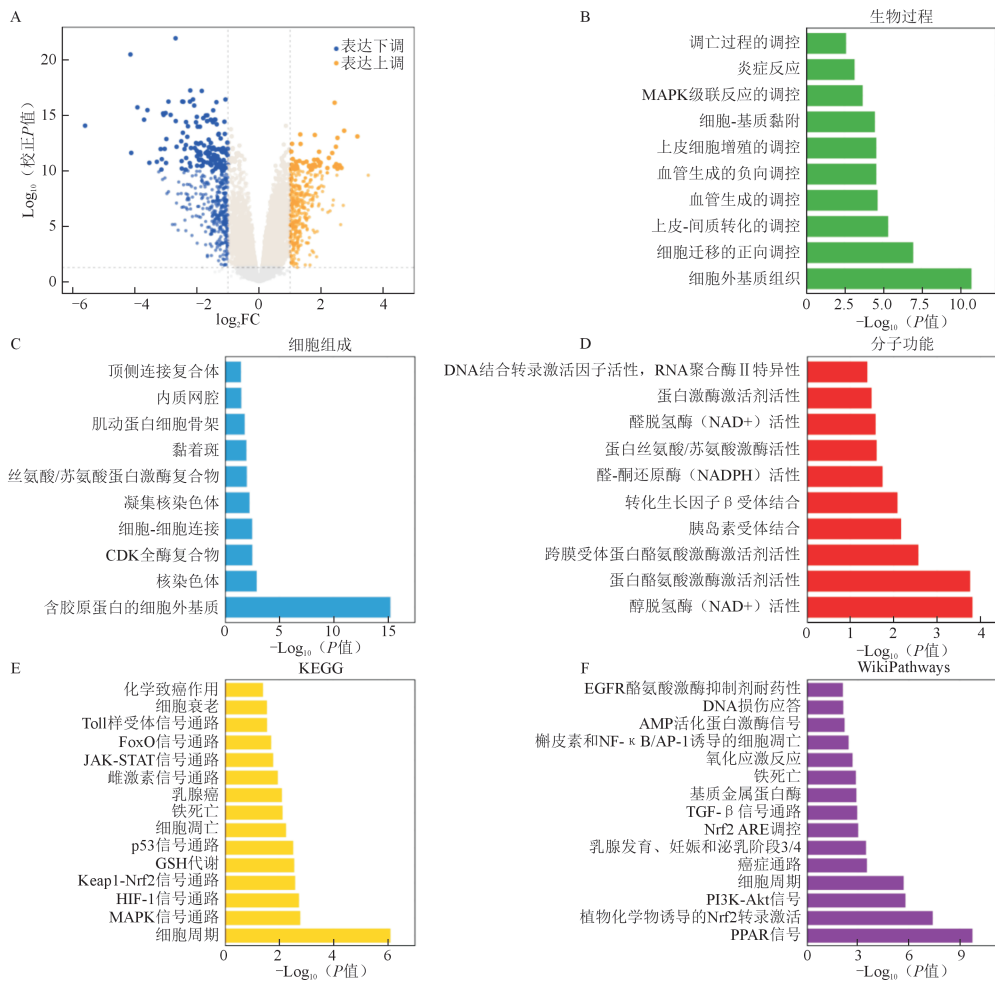 A
表达下调
表达上调
Log₁₀（校正P值）
20
15
10
5
0
−6
−4
−2
0
2
4
log₂FC
B
生物过程
调亡过程的调控
炎症反应
MAPK级联反应的调控
细胞-基质黏附
上皮细胞增殖的调控
血管生成的负向调控
血管生成的调控
上皮-间质转化的调控
细胞迁移的正向调控
细胞外基质组织
0 2.5 5.0 7.5 10.0
−Log₁₀（P值）
C
细胞组成
顶侧连接复合体
内质网腔
肌动蛋白细胞骨架
黏着斑
丝氨酸/苏氨酸蛋白激酶复合物
凝集核染色体
细胞-细胞连接
CDK全酶复合物
核染色体
含胶原蛋白的细胞外基质
0 5 10 15
−Log₁₀（P值）
D
分子功能
DNA结合转录激活因子活性，RNA聚合酶Ⅱ特异性
蛋白激酶激活剂活性
醛脱氢酶（NAD+）活性
蛋白丝氨酸/苏氨酸激酶活性
醛-酮还原酶（NADPH）活性
转化生长因子β受体结合
胰岛素受体结合
跨膜受体蛋白酪氨酸激酶激活剂活性
蛋白酪氨酸激酶激活剂活性
醇脱氢酶（NAD+）活性
0 1 2 3 4
−Log₁₀（P值）
E
KEGG
化学致癌作用
细胞衰老
Toll样受体信号通路
FoxO信号通路
JAK-STAT信号通路
雌激素信号通路
乳腺癌
铁死亡
细胞凋亡
p53信号通路
GSH代谢
Keap1-Nrf2信号通路
HIF-1信号通路
MAPK信号通路
细胞周期
0 2 4 6
−Log₁₀（P值）
F
WikiPathways
EGFR酪氨酸激酶抑制剂耐药性
DNA损伤应答
AMP活化蛋白激酶信号
槲皮素和NF-κB/AP-1诱导的细胞凋亡
氧化应激反应
铁死亡
基质金属蛋白酶
TGF-β信号通路
Nrf2 ARE调控
乳腺发育、妊娠和泌乳阶段3/4
癌症通路
细胞周期
PI3K-Akt信号
植物化学物诱导的Nrf2转录激活
PPAR信号
0 3 6 9
−Log₁₀（P值）